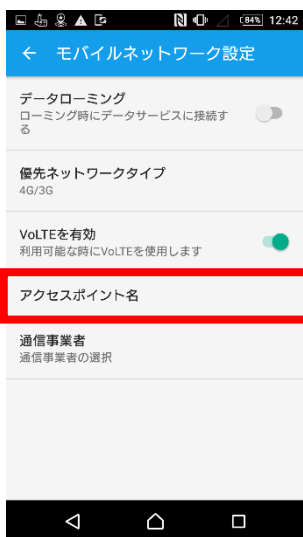 84% 12:42
モバイルネットワーク設定
データローミング
ローミング時にデータサービスに接続す
る
優先ネットワークタイプ
4G/3G
VoLTEを有効
利用可能な時にVoLTEを使用します
アクセスポイント名
通信事業者
通信事業者の選択